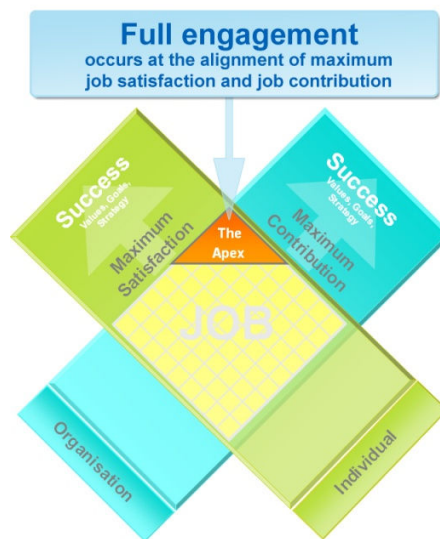 Full engagement
occurs at the alignment of maximum
job satisfaction and job contribution
Success
Values, Goals,
Strategy
Maximum
Satisfaction
Success
Values, Goals,
Strategy
Maximum
Contribution
The
Apex
JOB
Organisation
Individual